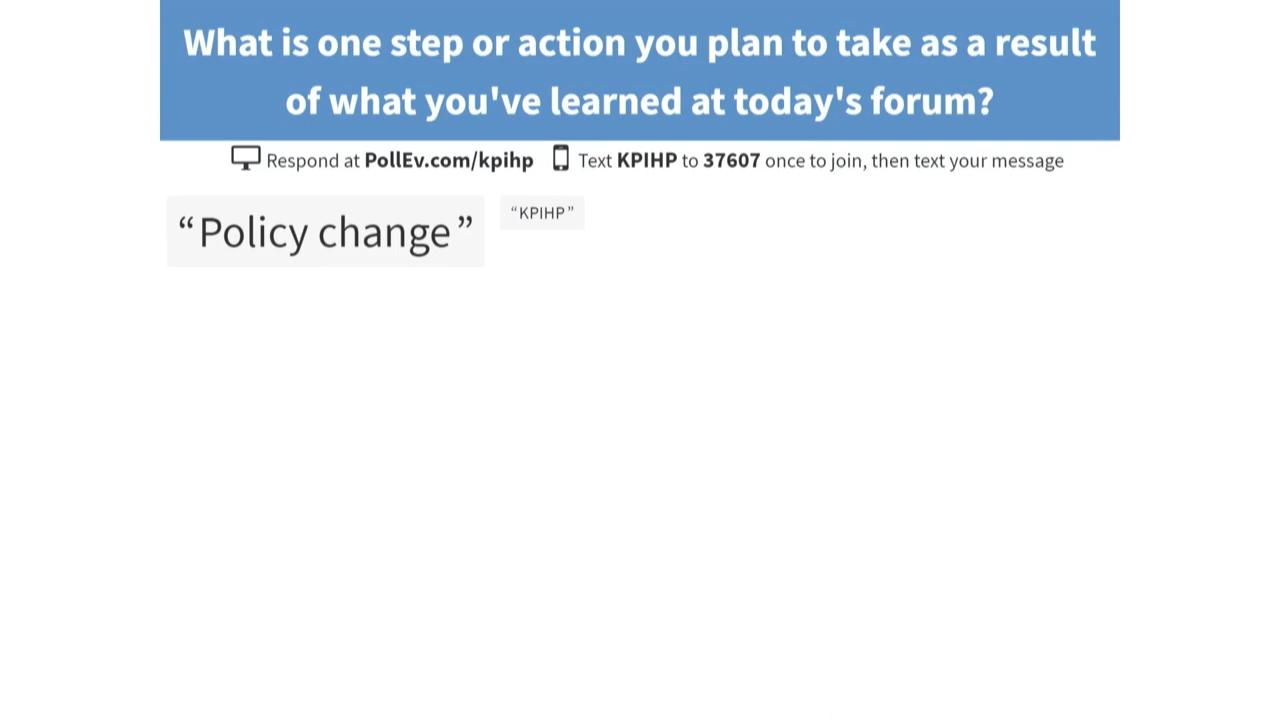 What is one step or action you plan to take as a result
of what you've learned at today's forum?
Respond at PollEv.com/kpihp Text KPIHP to 37607 once to join, then text your message
“Policy change”
“KPIHP”